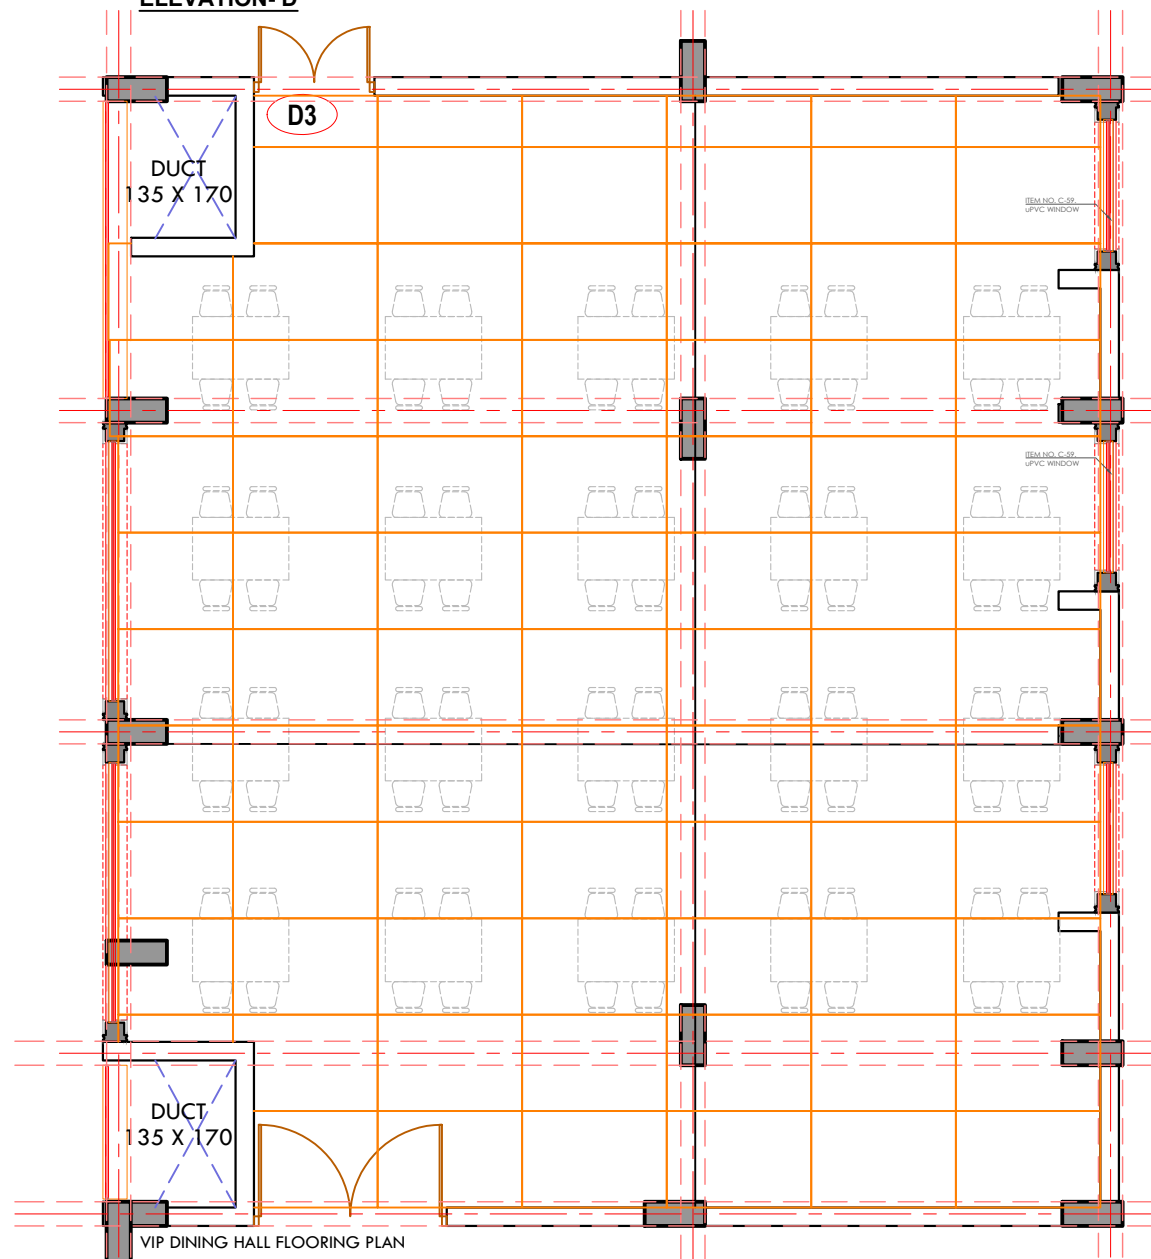 ELEVATION- D
D3
DUCT
135 X 170
ITEM NO. C-59,
uPVC WINDOW
ITEM NO. C-59,
uPVC WINDOW
DUCT
135 X 170
VIP DINING HALL FLOORING PLAN